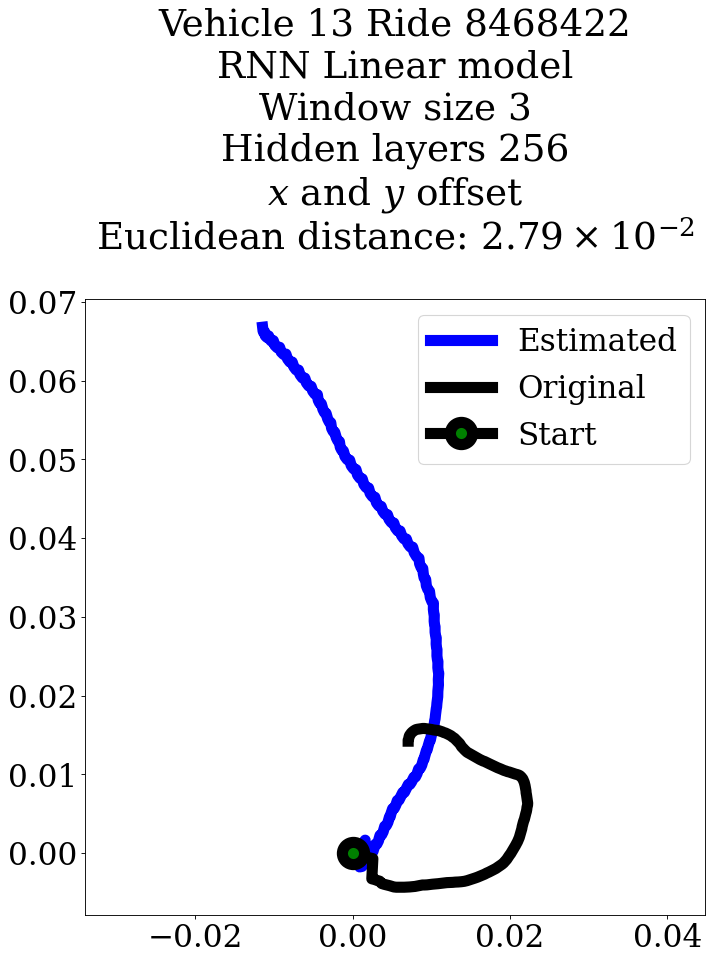 Vehicle 13 Ride 8468422
RNN Linear model
Window size 3
Hidden layers 256
x and y offset
Euclidean distance: 2.79 × 10⁻²
0.07
0.06
0.05
0.04
0.03
0.02
0.01
0.00
Estimated
Original
Start
−0.02 0.00 0.02 0.04